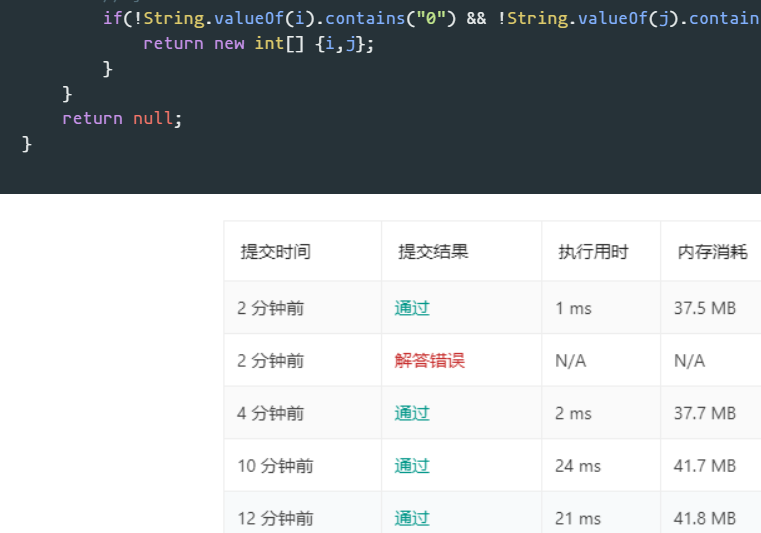 if(!String.valueOf(i).contains("0") && !String.valueOf(j).contain
return new int[] {i,j};
}
}
return null;
}
提交时间 提交结果 执行用时 内存消耗
2 分钟前 通过 1 ms 37.5 MB
2 分钟前 解答错误 N/A N/A
4 分钟前 通过 2 ms 37.7 MB
10 分钟前 通过 24 ms 41.7 MB
12 分钟前 通过 21 ms 41.8 MB